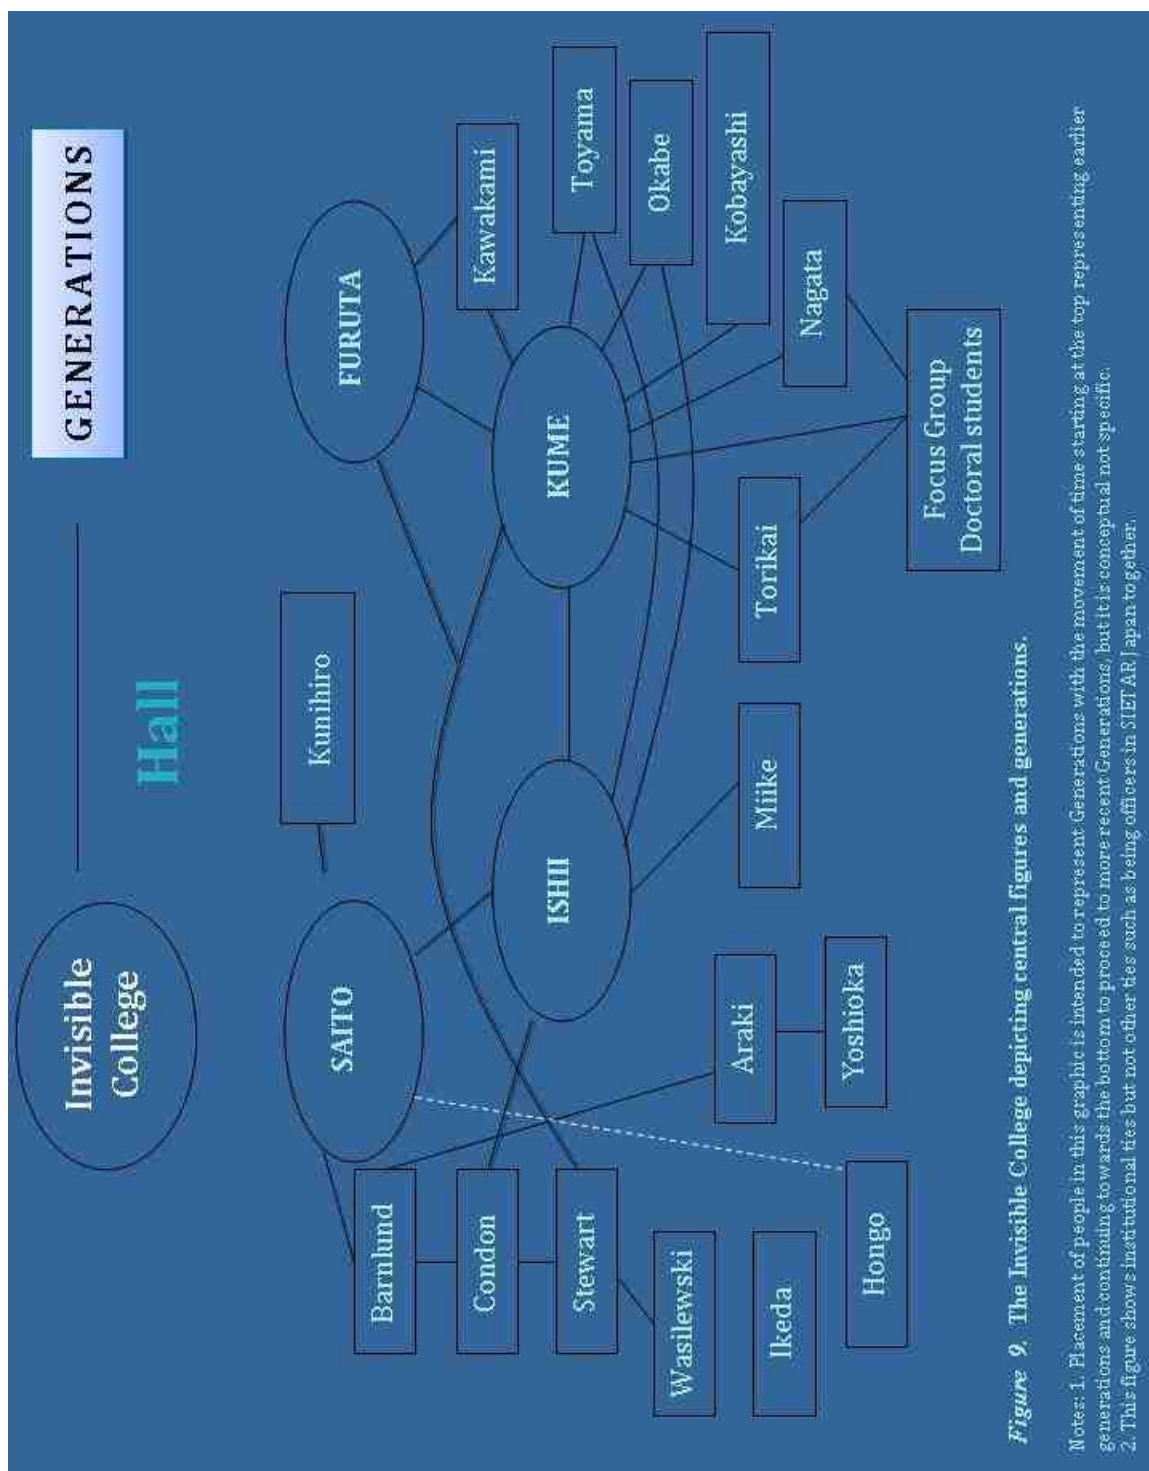 Invisible
College
GENERATIONS
Hall
SAITO
Kunihiro
FURUTA
Barnlund
Kawakami
Condon
ISHII
KUME
Stewart
Toyama
Okabe
Wasilewski
Araki
Miike
Torikai
Kobayashi
Ikeda
Nagata
Yoshioka
Hongo
Focus Group
Doctoral students
Figure 9. The Invisible College depicting central figures and generations.
Notes: 1. Placement of people in this graphic is intended to represent Generations with the movement of time starting at the top representing earlier
generations and continuing towards the bottom to proceed to more recent Generations, but it is conceptual not specific.
2. This figure shows institutional ties but not other ties such as being officers in SIETAR Japan together.